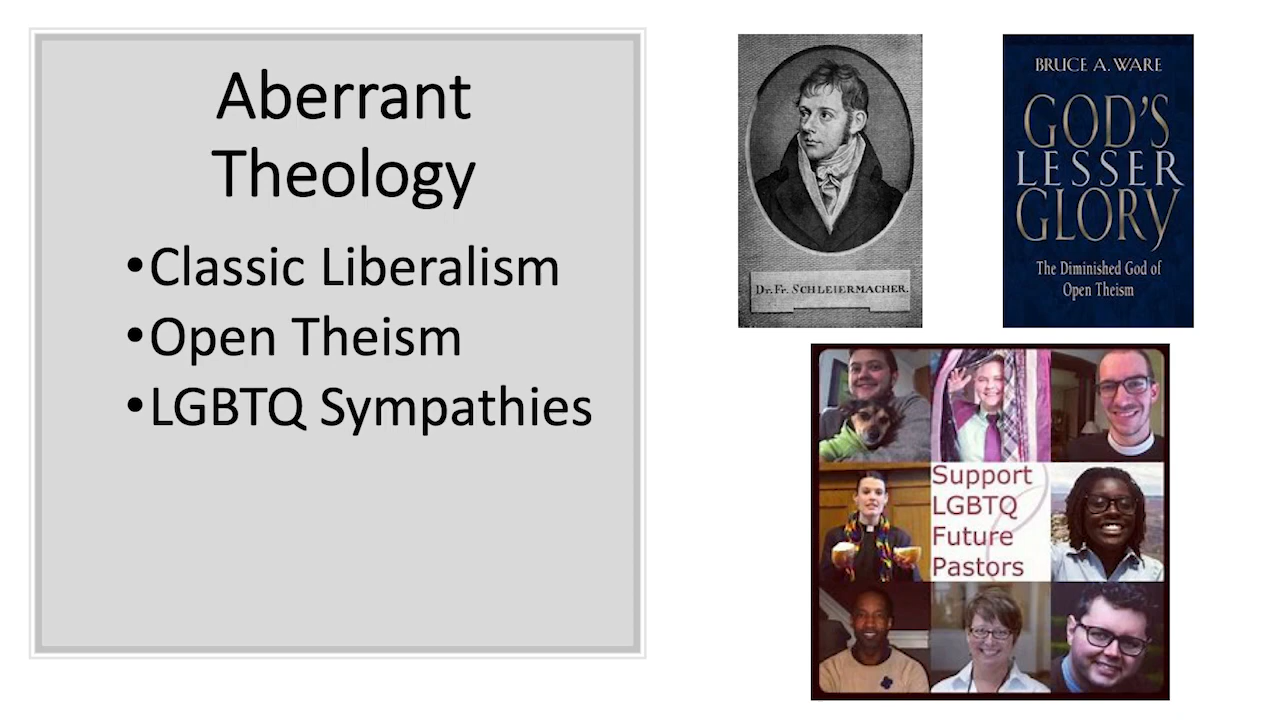 Aberrant
Theology
•Classic Liberalism
•Open Theism
•LGBTQ Sympathies
Dr. Fr. SCHLEIERMACHER.
BRUCE A. WARE
GOD'S
LESSER
GLORY
The Diminished God of
Open Theism
Support
LGBTQ
Future
Pastors